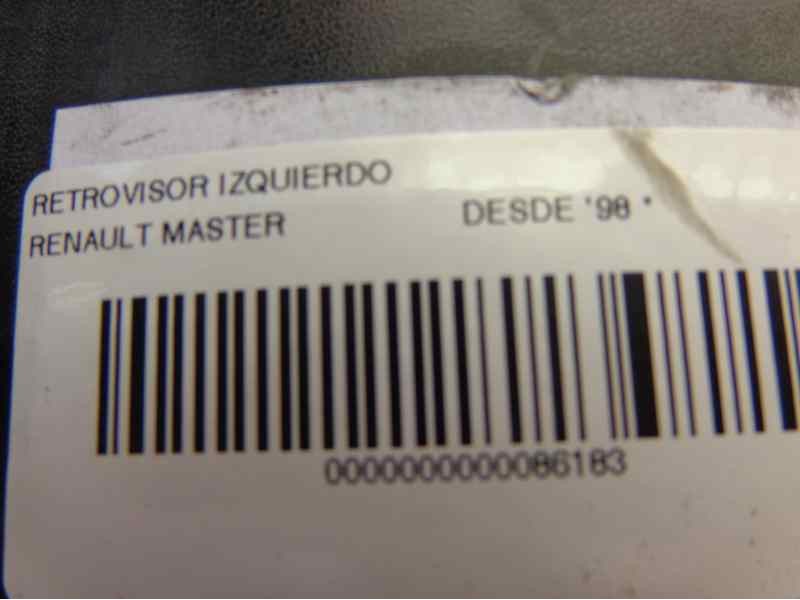 RETROVISOR IZQUIERDO
RENAULT MASTER DESDE '98 *
0000000000086183